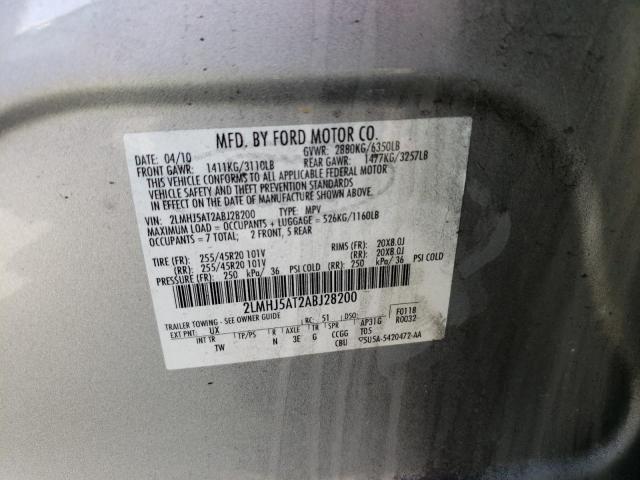 MFD. BY FORD MOTOR CO.
DATE: 04/10 GVWR: 2880KG/6350LB
FRONT GAWR: 1411KG/3110LB REAR GAWR: 1477KG/3257LB
THIS VEHICLE CONFORMS TO ALL APPLICABLE FEDERAL MOTOR
VEHICLE SAFETY AND THEFT PREVENTION STANDARDS
IN EFFECT ON THE DATE OF MANUFACTURE SHOWN ABOVE.
VIN: 2LMHJ5AT2ABJ28200 TYPE: MPV
MAXIMUM LOAD = OCCUPANTS + LUGGAGE = 526KG/1160LB
OCCUPANTS = 7 TOTAL; 2 FRONT, 5 REAR
TIRE (FR): 255/45R20 101V RIMS (FR): 20X8.0J
(RR): 255/45R20 101V (RR): 20X8.0J
PRESSURE (FR): 250 kPa/ 36 PSI COLD (RR): 250 kPa/ 36 PSI COLD
2LMHJ5AT2ABJ28200
TRAILER TOWING - SEE OWNER GUIDE
EXT PNT: UX RC: 51 DSO: F0118
R0032
INT TR TP/PS R AXLE TR SPR AP31G
TW N 3E G CCGG T05
CBU 5U5A-5420472-AA